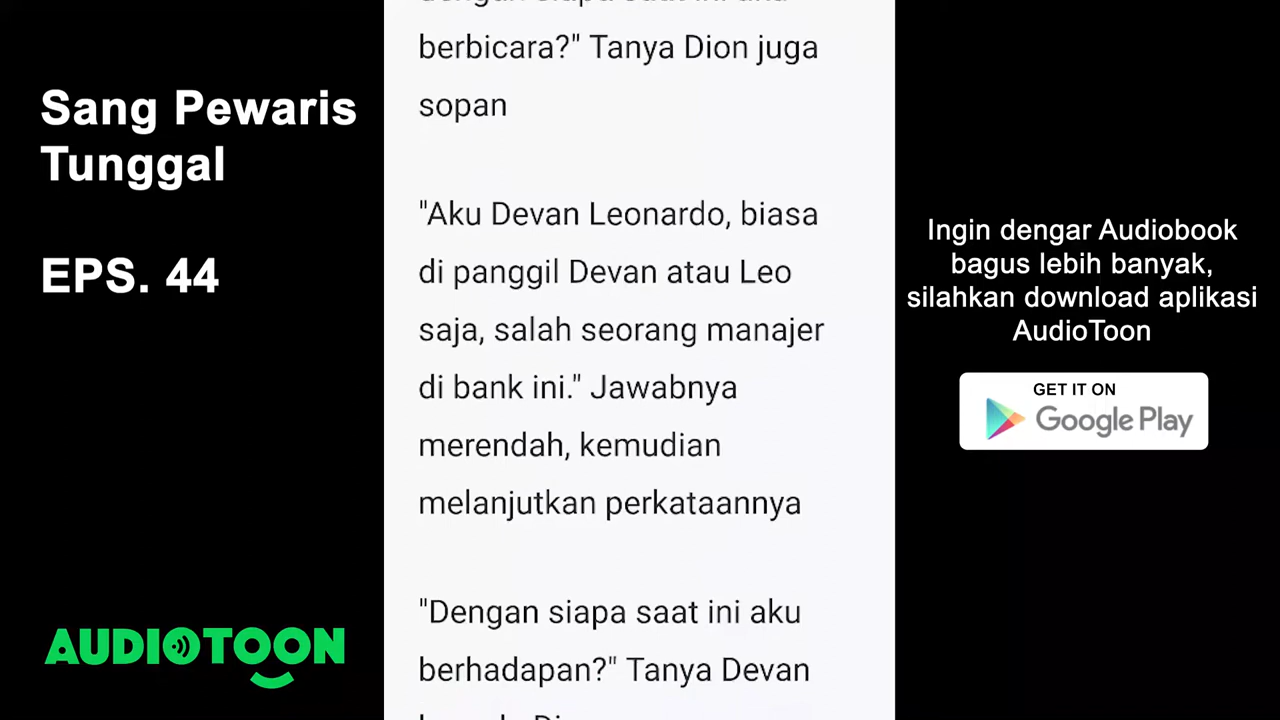 Sang Pewaris
Tunggal
EPS. 44
AUDIOTOON
berbicara?" Tanya Dion juga
sopan
"Aku Devan Leonardo, biasa
di panggil Devan atau Leo
saja, salah seorang manajer
di bank ini." Jawabnya
merendah, kemudian
melanjutkan perkataannya
"Dengan siapa saat ini aku
berhadapan?" Tanya Devan
Ingin dengar Audiobook
bagus lebih banyak,
silahkan download aplikasi
AudioToon
GET IT ON
Google Play